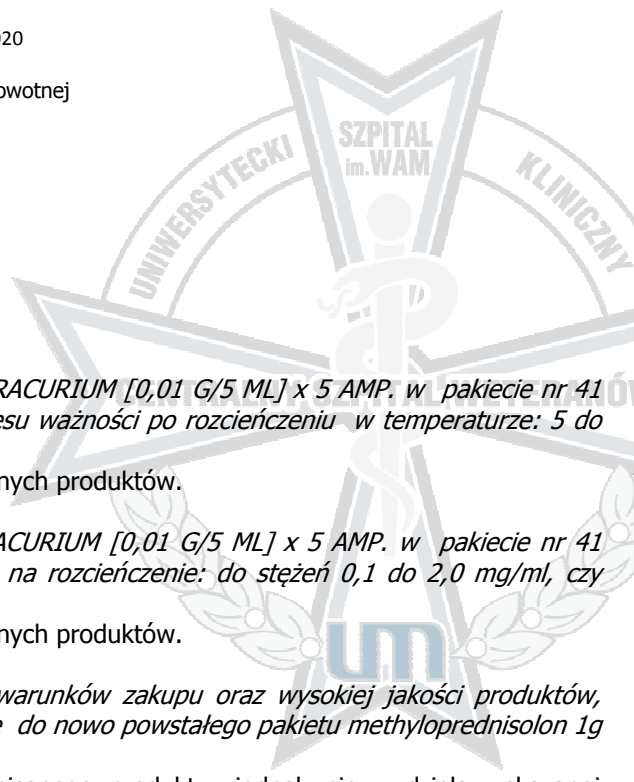 20
owotnej
SZPITAL
im.WAM
UNIWERSYTECKI
KLINICZNY
RACURIUM [0,01 G/5 ML] x 5 AMP. w pakiecie nr 41
esu ważności po rozcieńczeniu w temperaturze: 5 do
nych produktów.
ACURIUM [0,01 G/5 ML] x 5 AMP. w pakiecie nr 41
na rozcieńczenie: do stężeń 0,1 do 2,0 mg/ml, czy
nych produktów.
um
warunków zakupu oraz wysokiej jakości produktów,
do nowo powstałego pakietu methyloprednisolon 1g